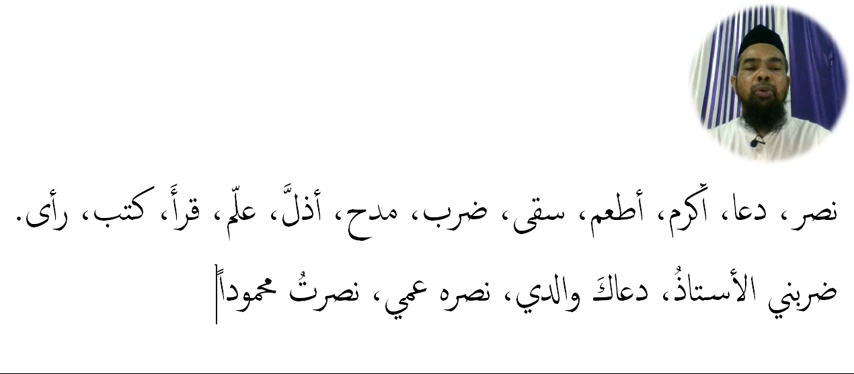 نصر، دعا، أكرم، أطعم، سقى، ضرب، مدح، أذلَّ، علّم، قرأَ، كتب، رأى.
ضربني الأستاذُ، دعاكَ والدي، نصره عمي، نصرتُ محموداً